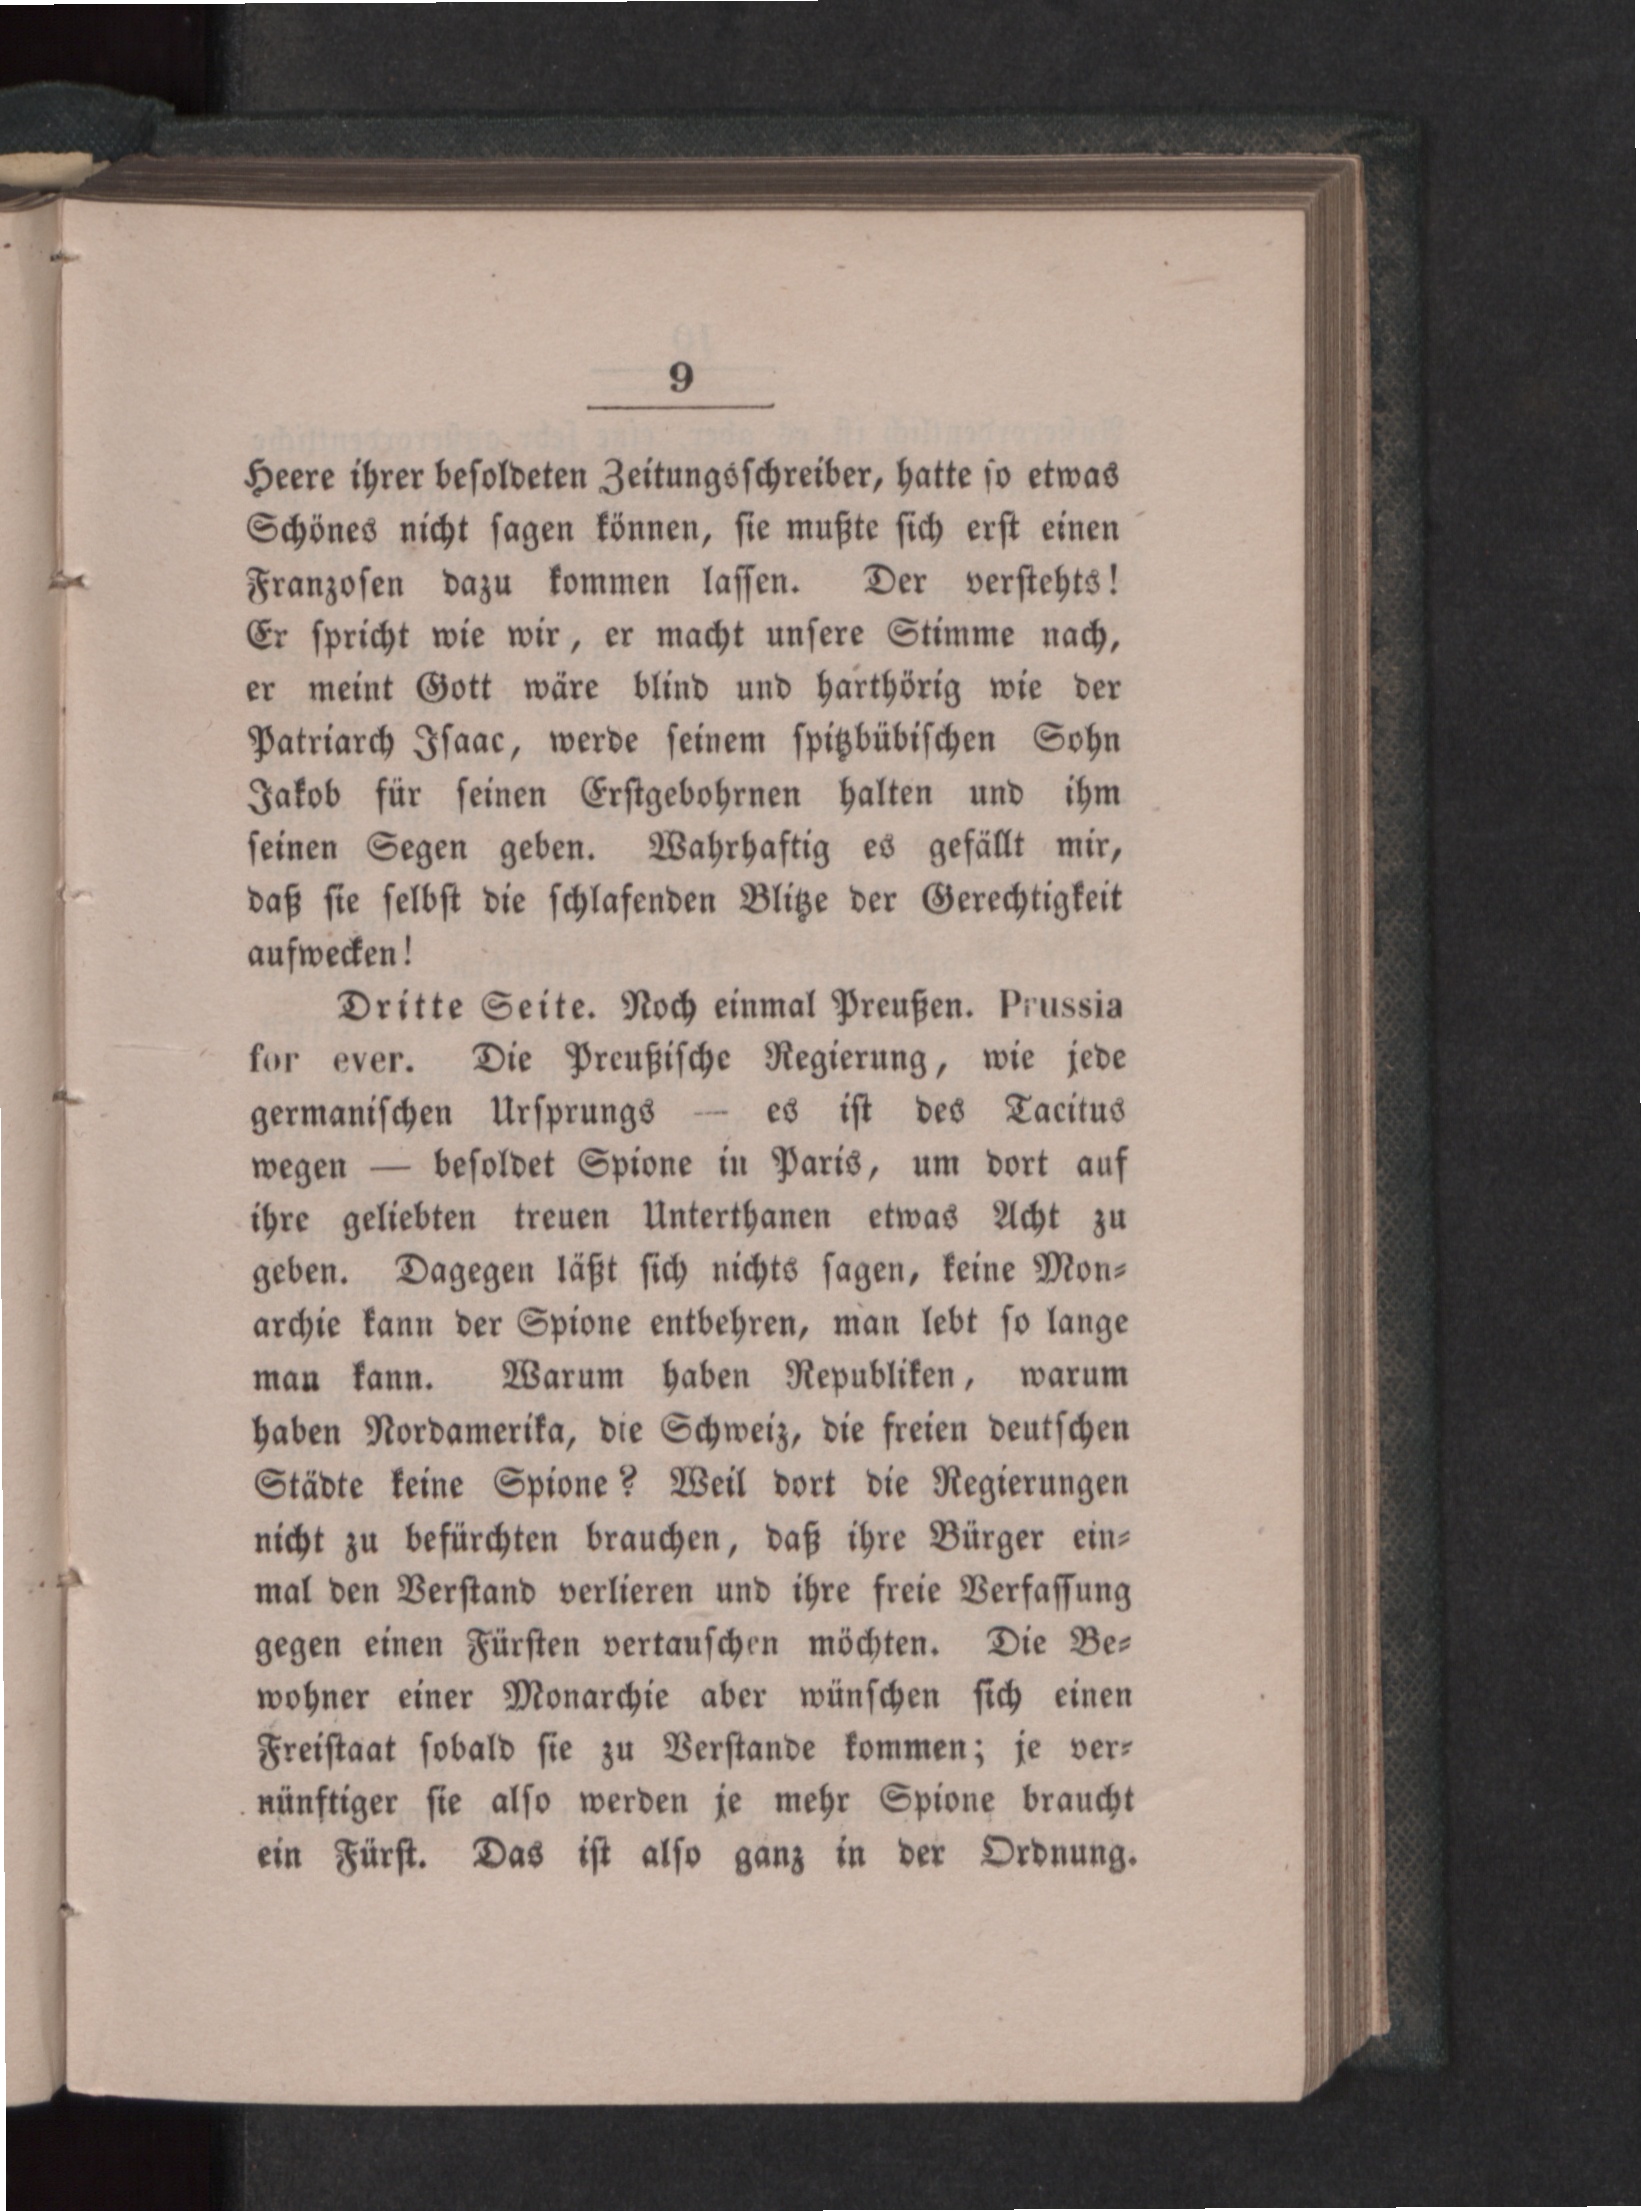 9
Heere ihrer besoldeten Zeitungsschreiber, hatte so etwas
Schönes nicht sagen können, sie mußte sich erst einen
Franzosen dazu kommen lassen. Der verstehts!
Er spricht wie wir, er macht unsere Stimme nach,
er meint Gott wäre blind und harthörig wie der
Patriarch Isaac, werde seinem spitzbübischen Sohn
Jakob für seinen Erstgebohrnen halten und ihm
seinen Segen geben. Wahrhaftig es gefällt mir,
daß sie selbst die schlafenden Blitze der Gerechtigkeit
aufwecken!
Dritte Seite. Noch einmal Preußen. Prussia
for ever. Die Preußische Regierung, wie jede
germanischen Ursprungs — es ist des Tacitus
wegen — besoldet Spione in Paris, um dort auf
ihre geliebten treuen Unterthanen etwas Acht zu
geben. Dagegen läßt sich nichts sagen, keine Mon-
archie kann der Spione entbehren, man lebt so lange
man kann. Warum haben Republiken, warum
haben Nordamerika, die Schweiz, die freien deutschen
Städte keine Spione? Weil dort die Regierungen
nicht zu befürchten brauchen, daß ihre Bürger ein-
mal den Verstand verlieren und ihre freie Verfassung
gegen einen Fürsten vertauschen möchten. Die Be-
wohner einer Monarchie aber wünschen sich einen
Freistaat sobald sie zu Verstande kommen; je ver-
nünftiger sie also werden je mehr Spione braucht
ein Fürst. Das ist also ganz in der Ordnung.